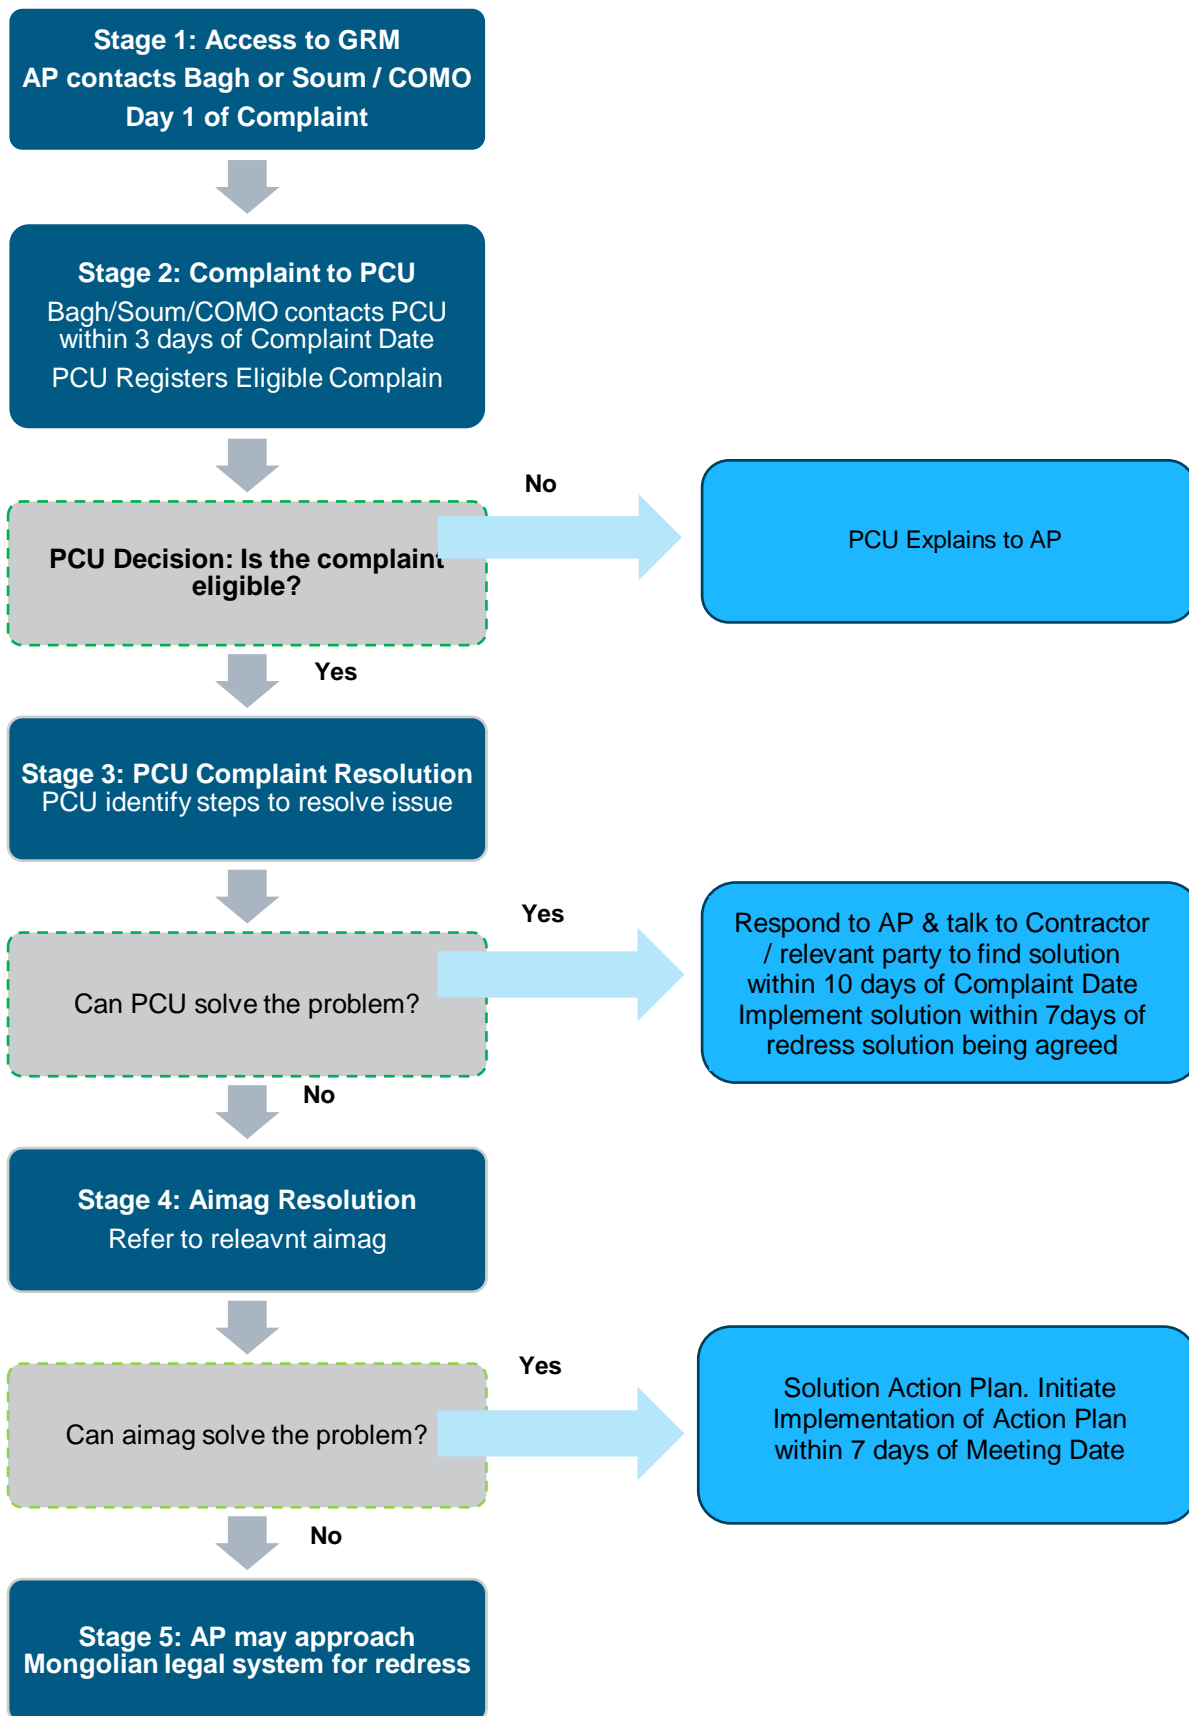 Stage 1: Access to GRM
AP contacts Bagh or Soum / COMO
Day 1 of Complaint
Stage 2: Complaint to PCU
Bagh/Soum/COMO contacts PCU
within 3 days of Complaint Date
PCU Registers Eligible Complain
No
PCU Decision: Is the complaint
eligible?
PCU Explains to AP
Yes
Stage 3: PCU Complaint Resolution
PCU identify steps to resolve issue
Yes
Can PCU solve the problem?
Respond to AP & talk to Contractor
/ relevant party to find solution
within 10 days of Complaint Date
Implement solution within 7days of
redress solution being agreed
No
Stage 4: Aimag Resolution
Refer to releavnt aimag
Yes
Can aimag solve the problem?
Solution Action Plan. Initiate
Implementation of Action Plan
within 7 days of Meeting Date
No
Stage 5: AP may approach
Mongolian legal system for redress